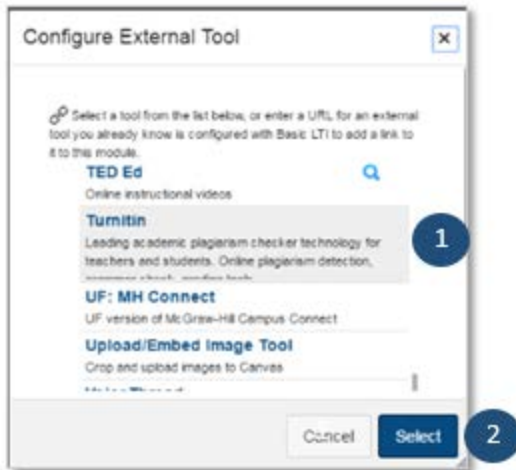 Configure External Tool
×
Select a tool from the list below, or enter a URL for an external
tool you already know is configured with Basic LTI to add a link to
it to this module.
TED Ed
Online instructional videos
Turnitin
Leading academic plagiarism checker technology for
teachers and students. Online plagiarism detection,
1
UF: MH Connect
UF version of McGraw-Hill Campus Connect
Upload/Embed Image Tool
Crop and upload images to Canvas
Cancel
Select
2